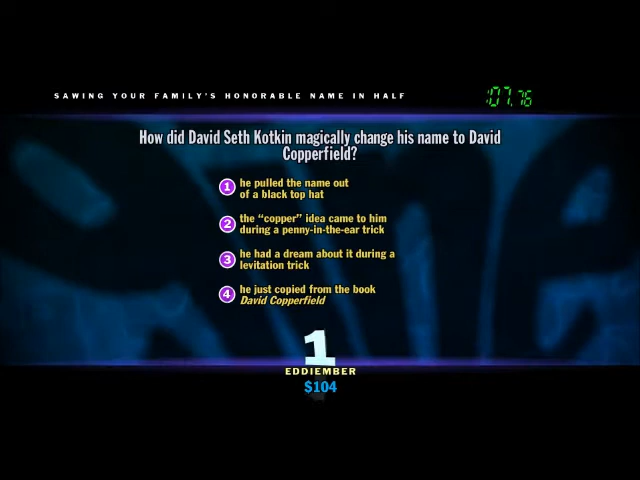 SAWING YOUR FAMILY'S HONORABLE NAME IN HALF
:07.76
How did David Seth Kotkin magically change his name to David
Copperfield?
1 he pulled the name out
of a black top hat
2 the “copper” idea came to him
during a penny-in-the-ear trick
3 he had a dream about it during a
levitation trick
4 he just copied from the book
David Copperfield
1
EDDIEMBER
$104